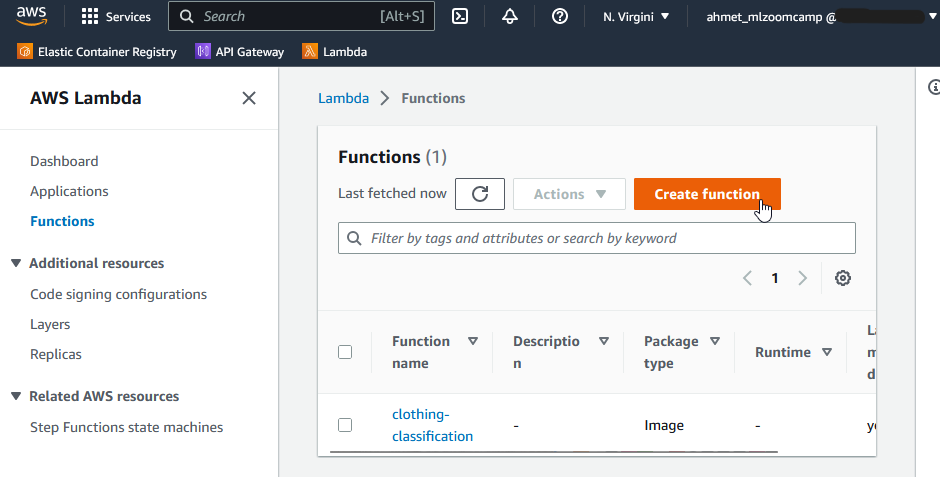 aws
Services
Search
[Alt+S]
N. Virgini
ahmet_mlzoomcamp @
Elastic Container Registry
API Gateway
Lambda
AWS Lambda
Dashboard
Applications
Functions
Additional resources
Code signing configurations
Layers
Replicas
Related AWS resources
Step Functions state machines
Lambda
Functions
Functions (1)
Last fetched now
Actions
Create function
Filter by tags and attributes or search by keyword
1
Function
name
Descriptio
n
Package
type
Runtime
clothing-
classification
-
Image
-